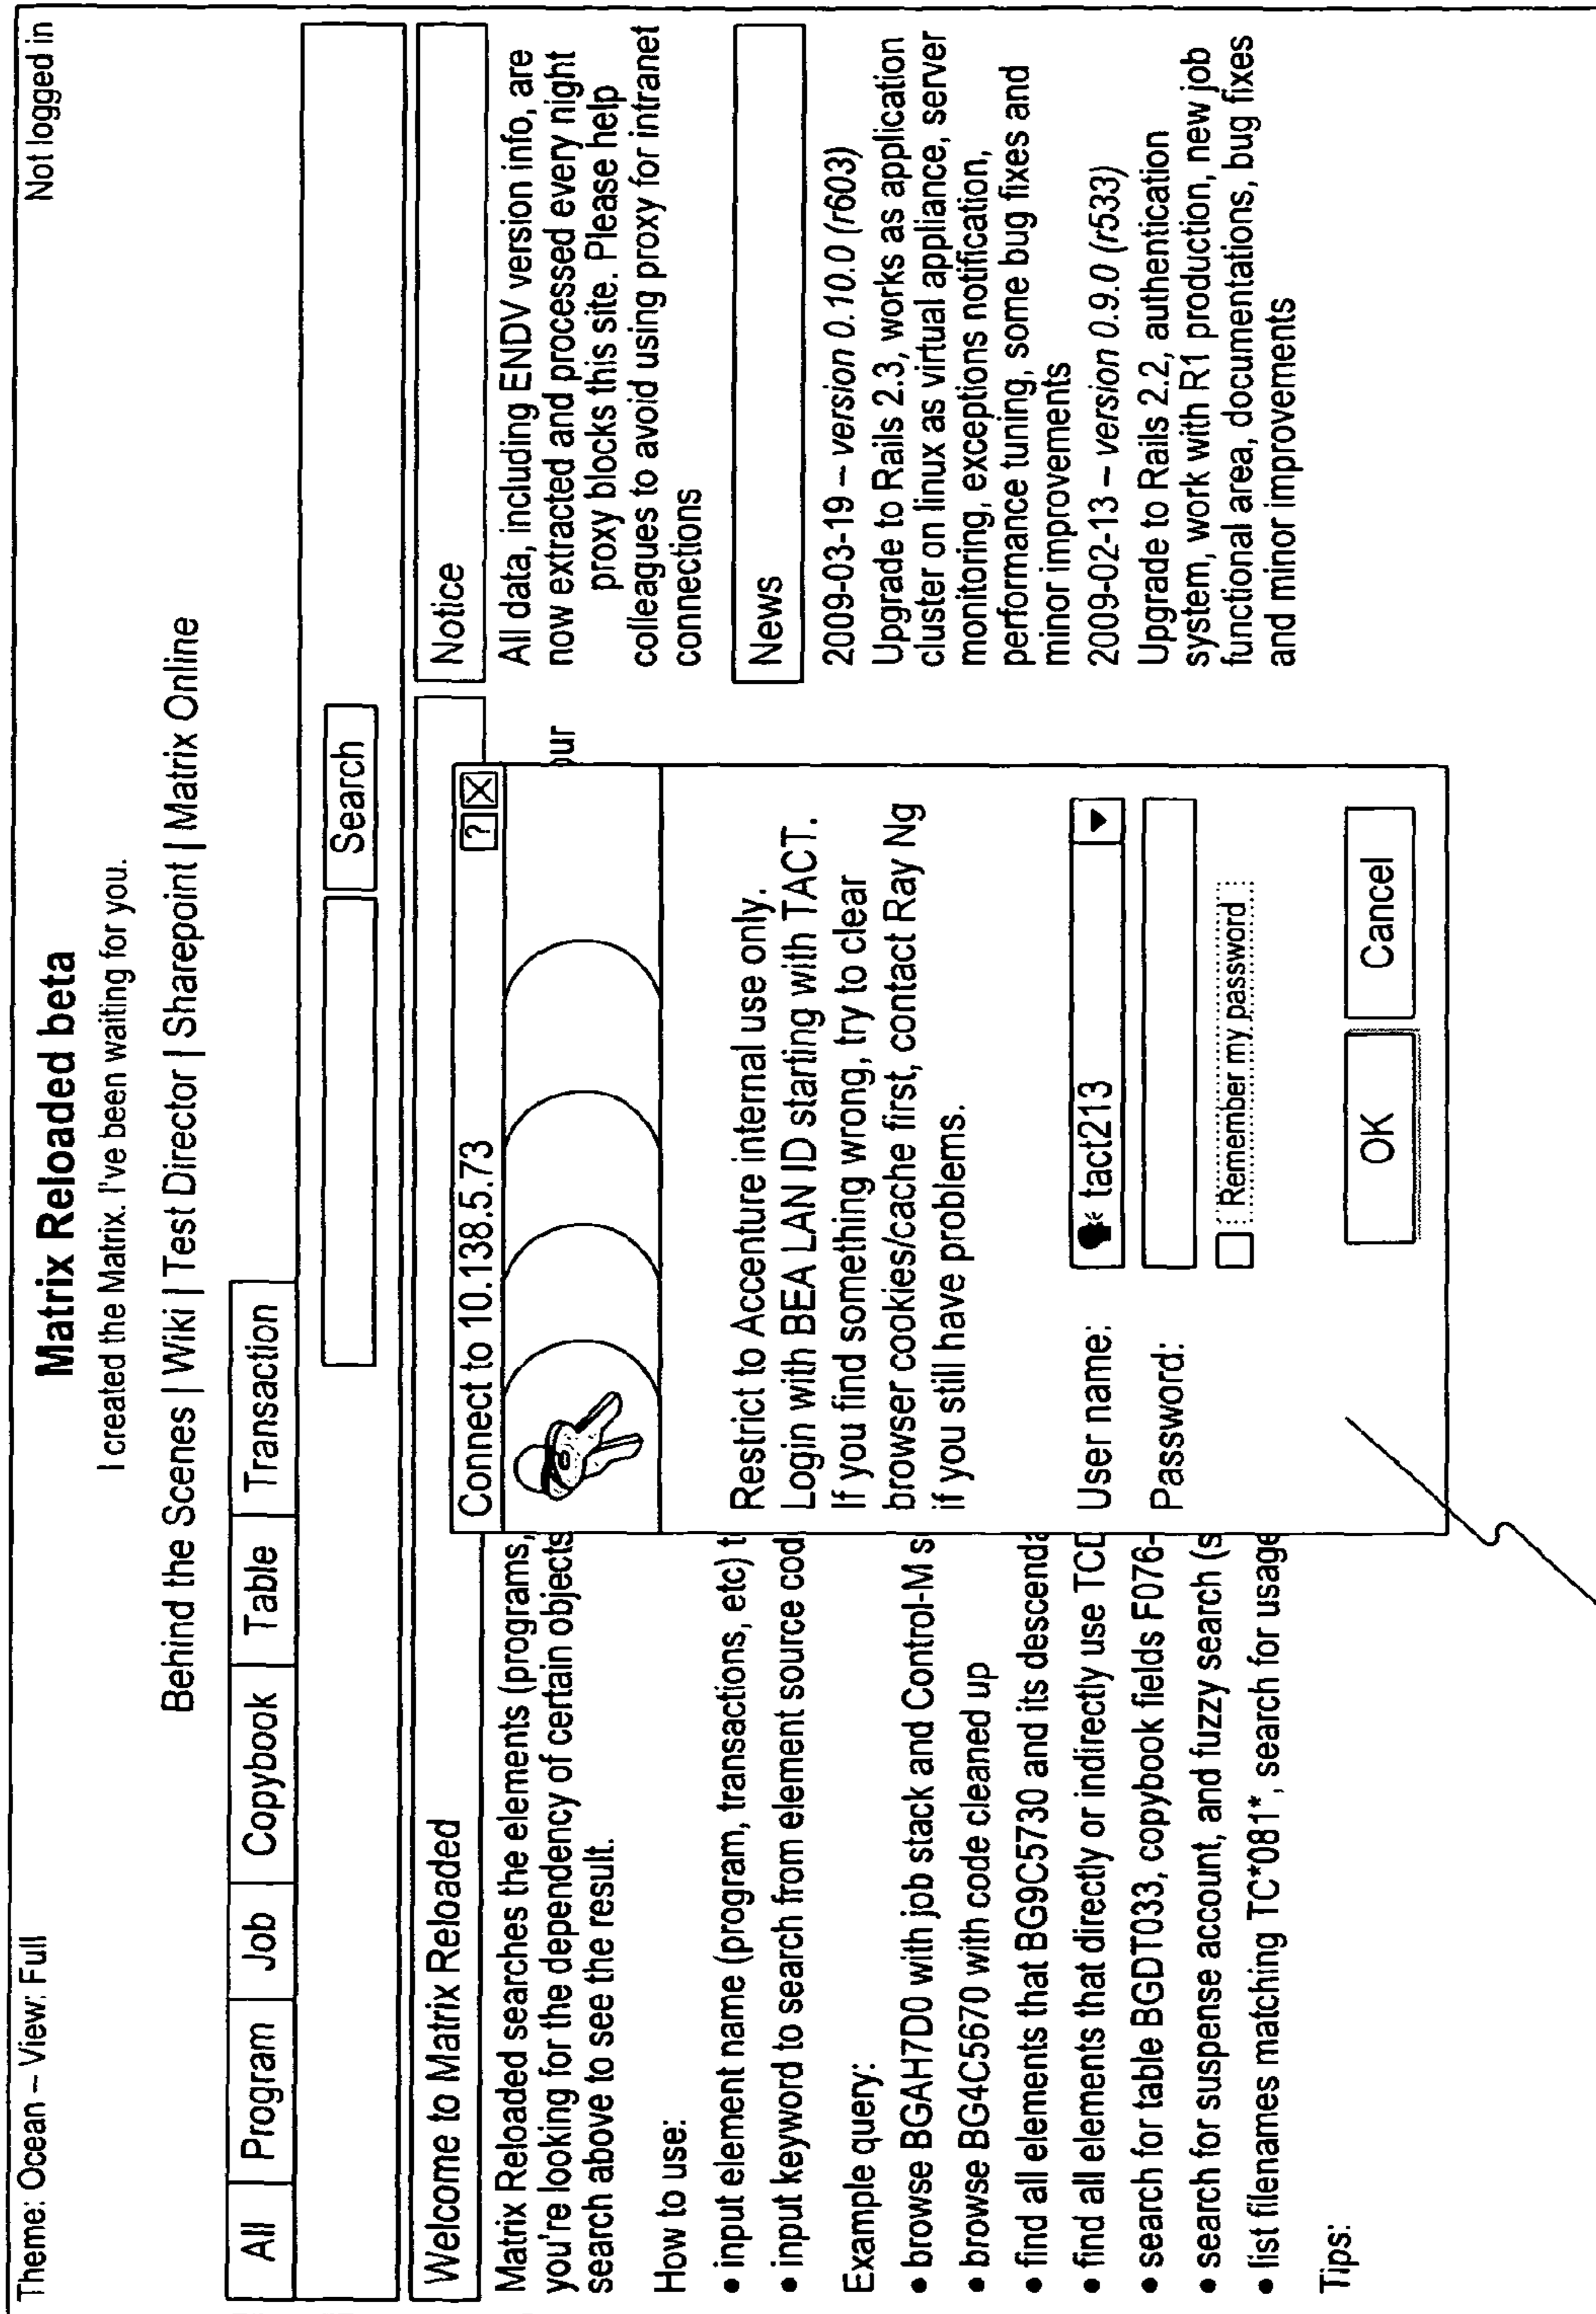 Theme: Ocean – View: Full
Not logged in
Matrix Reloaded beta
I created the Matrix. I've been waiting for you.
Behind the Scenes | Wiki | Test Director | Sharepoint | Matrix Online
All Program Job Copybook Table Transaction
Search
Welcome to Matrix Reloaded
Matrix Reloaded searches the elements (programs,
you're looking for the dependency of certain objects
search above to see the result.
our
How to use:
• input element name (program, transactions, etc) t
• input keyword to search from element source cod
Example query:
• browse BGAH7D0 with job stack and Control-M s
• browse BG4C5670 with code cleaned up
• find all elements that BG9C5730 and its descenda
• find all elements that directly or indirectly use TCD
• search for table BGDT033, copybook fields F076-
• search for suspense account, and fuzzy search (s
• list filenames matching TC*081*, search for usage
Tips:
Connect to 10.138.5.73
? X
Restrict to Accenture internal use only.
Login with BEA LAN ID starting with TACT.
If you find something wrong, try to clear
browser cookies/cache first, contact Ray Ng
if you still have problems.
User name: tact213
Password:
Remember my password
OK Cancel
Notice
All data, including ENDV version info, are
now extracted and processed every night
proxy blocks this site. Please help
colleagues to avoid using proxy for intranet
connections
News
2009-03-19 – version 0.10.0 (r603)
Upgrade to Rails 2.3, works as application
cluster on linux as virtual appliance, server
monitoring, exceptions notification,
performance tuning, some bug fixes and
minor improvements
2009-02-13 – version 0.9.0 (r533)
Upgrade to Rails 2.2, authentication
system, work with R1 production, new job
functional area, documentations, bug fixes
and minor improvements